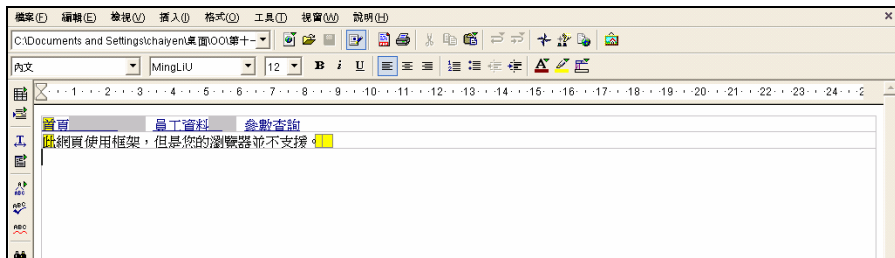 檔案(F) 編輯(E) 檢視(V) 插入(I) 格式(O) 工具(T) 視窗(W) 說明(H)
C:\Documents and Settings\chaiyen\桌面\OO\第十一
內文 MingLiU 12 B i U
1 2 3 4 5 6 7 8 9 10 11 12 13 14 15 16 17 18 19 20 21 22 23 24 2
首頁 員工資料 參數查詢
此網頁使用框架，但是您的瀏覽器並不支援。